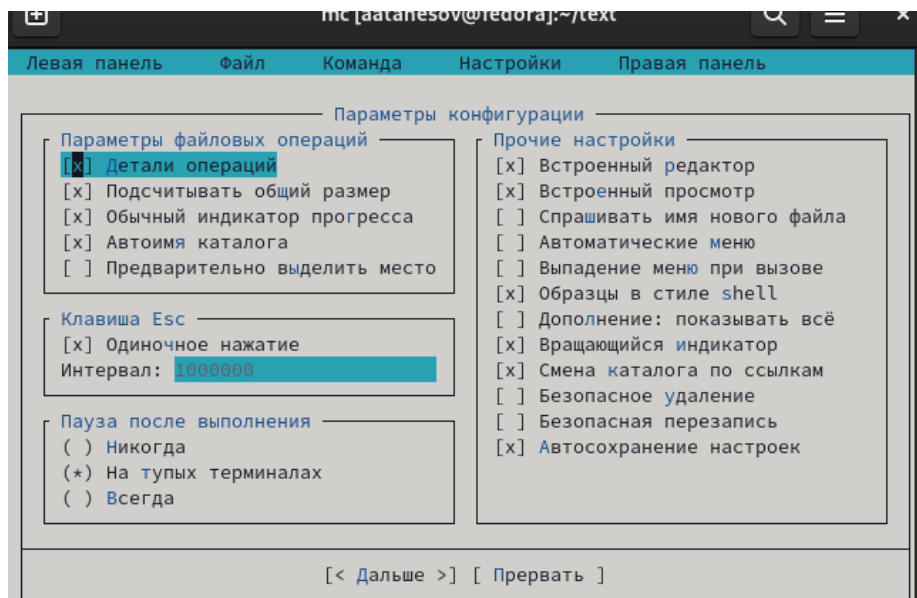 mc [aatanesov@fedora]:~/text
Левая панель Файл Команда Настройки Правая панель
Параметры конфигурации
Параметры файловых операций
[x] Детали операций
[x] Подсчитывать общий размер
[x] Обычный индикатор прогресса
[x] Автоимя каталога
[ ] Предварительно выделить место
Клавиша Esc
[x] Одиночное нажатие
Интервал: 1000000
Пауза после выполнения
( ) Никогда
(*) На тупых терминалах
( ) Всегда
Прочие настройки
[x] Встроенный редактор
[x] Встроенный просмотр
[ ] Спрашивать имя нового файла
[ ] Автоматические меню
[ ] Выпадение меню при вызове
[x] Образцы в стиле shell
[ ] Дополнение: показывать всё
[x] Вращающийся индикатор
[x] Смена каталога по ссылкам
[ ] Безопасное удаление
[ ] Безопасная перезапись
[x] Автосохранение настроек
[< Дальше >] [ Прервать ]